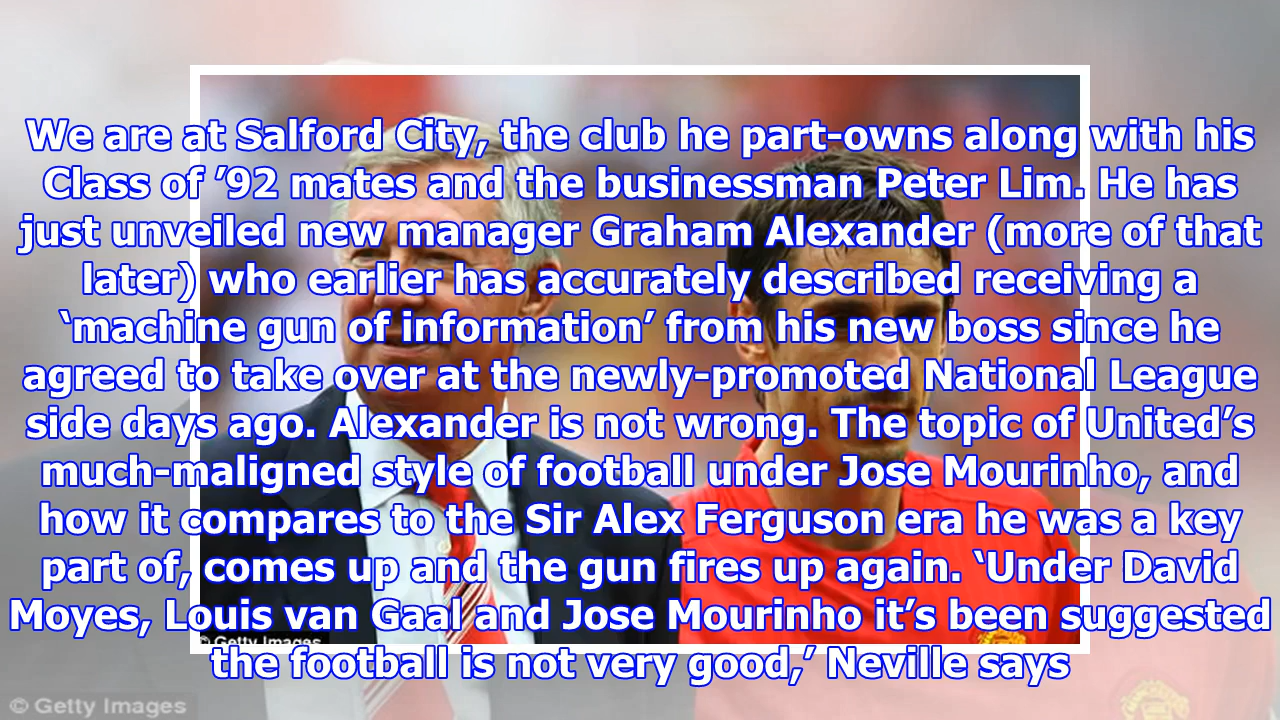 We are at Salford City, the club he part-owns along with his
Class of ’92 mates and the businessman Peter Lim. He has
just unveiled new manager Graham Alexander (more of that
later) who earlier has accurately described receiving a
‘machine gun of information’ from his new boss since he
agreed to take over at the newly-promoted National League
side days ago. Alexander is not wrong. The topic of United’s
much-maligned style of football under Jose Mourinho, and
how it compares to the Sir Alex Ferguson era he was a key
part of, comes up and the gun fires up again. ‘Under David
Moyes, Louis van Gaal and Jose Mourinho it’s been suggested
© Getty Images
the football is not very good,’ Neville says
© Getty Images